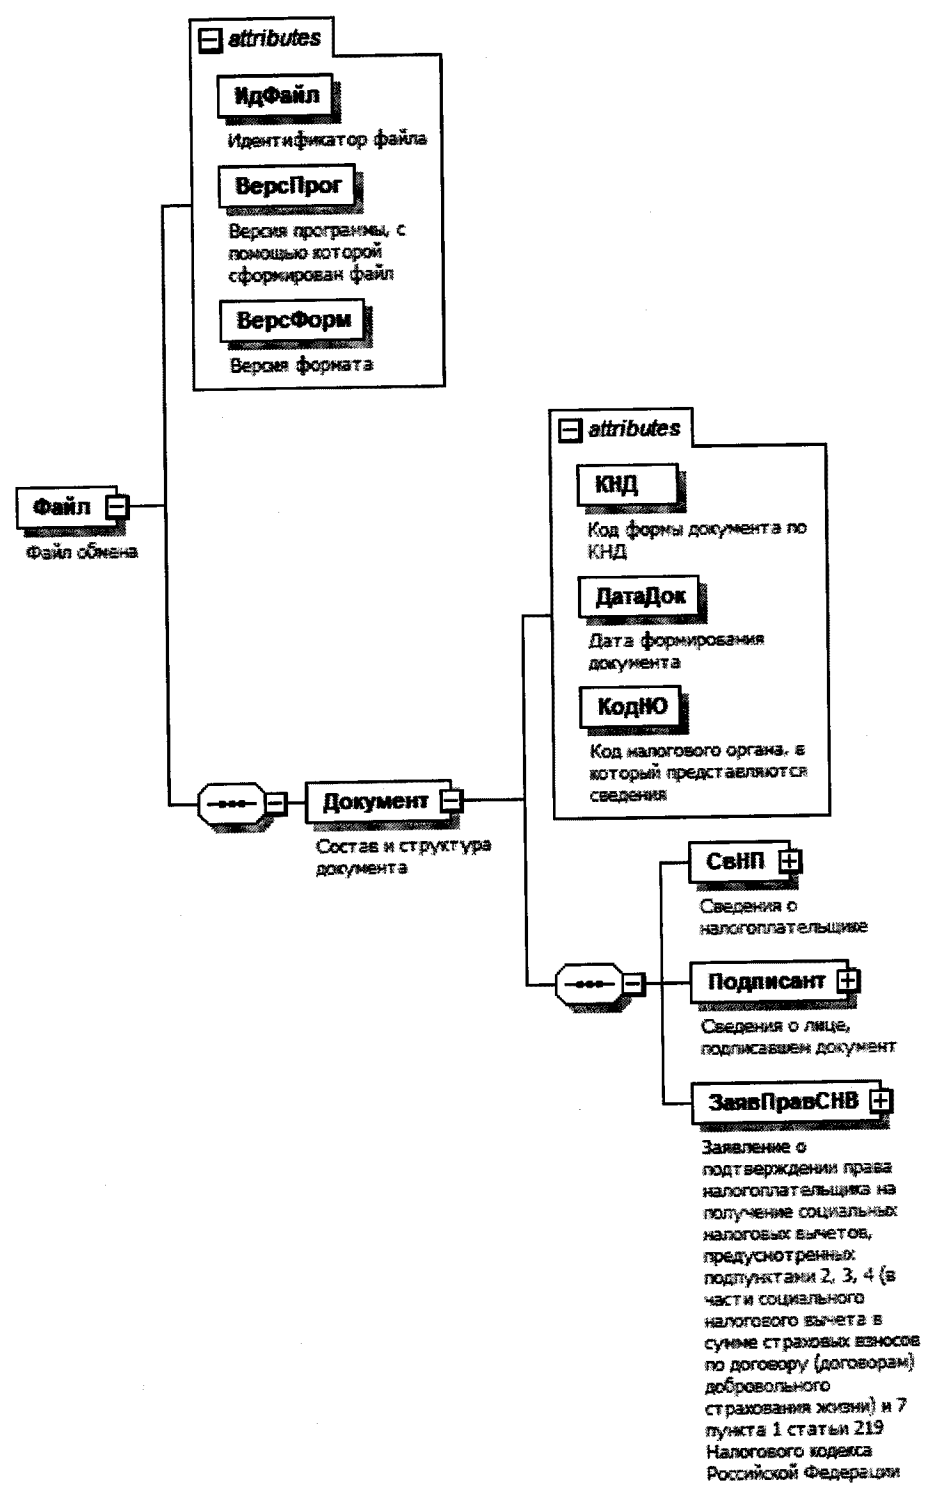 attributes
ИдФайл
Идентификатор файла
ВерсПрог
Версия программы, с
помощью которой
сформирован файл
ВерсФорм
Версия формата
Файл
Файл обмена
attributes
КНД
Код формы документа по
КНД
ДатаДок
Дата формирования
документа
КодНО
Код налогового органа, в
который представляются
сведения
Документ
Состав и структура
документа
СвНП
Сведения о
налогоплательщике
Подписант
Сведения о лице,
подписавшем документ
ЗаявПравСНВ
Заявление о
подтверждении права
налогоплательщика на
получение социальных
налоговых вычетов,
предусмотренных
подпунктами 2, 3, 4 (в
части социального
налогового вычета в
сумме страховых взносов
по договору (договорам)
добровольного
страхования жизни) и 7
пункта 1 статьи 219
Налогового кодекса
Российской Федерации